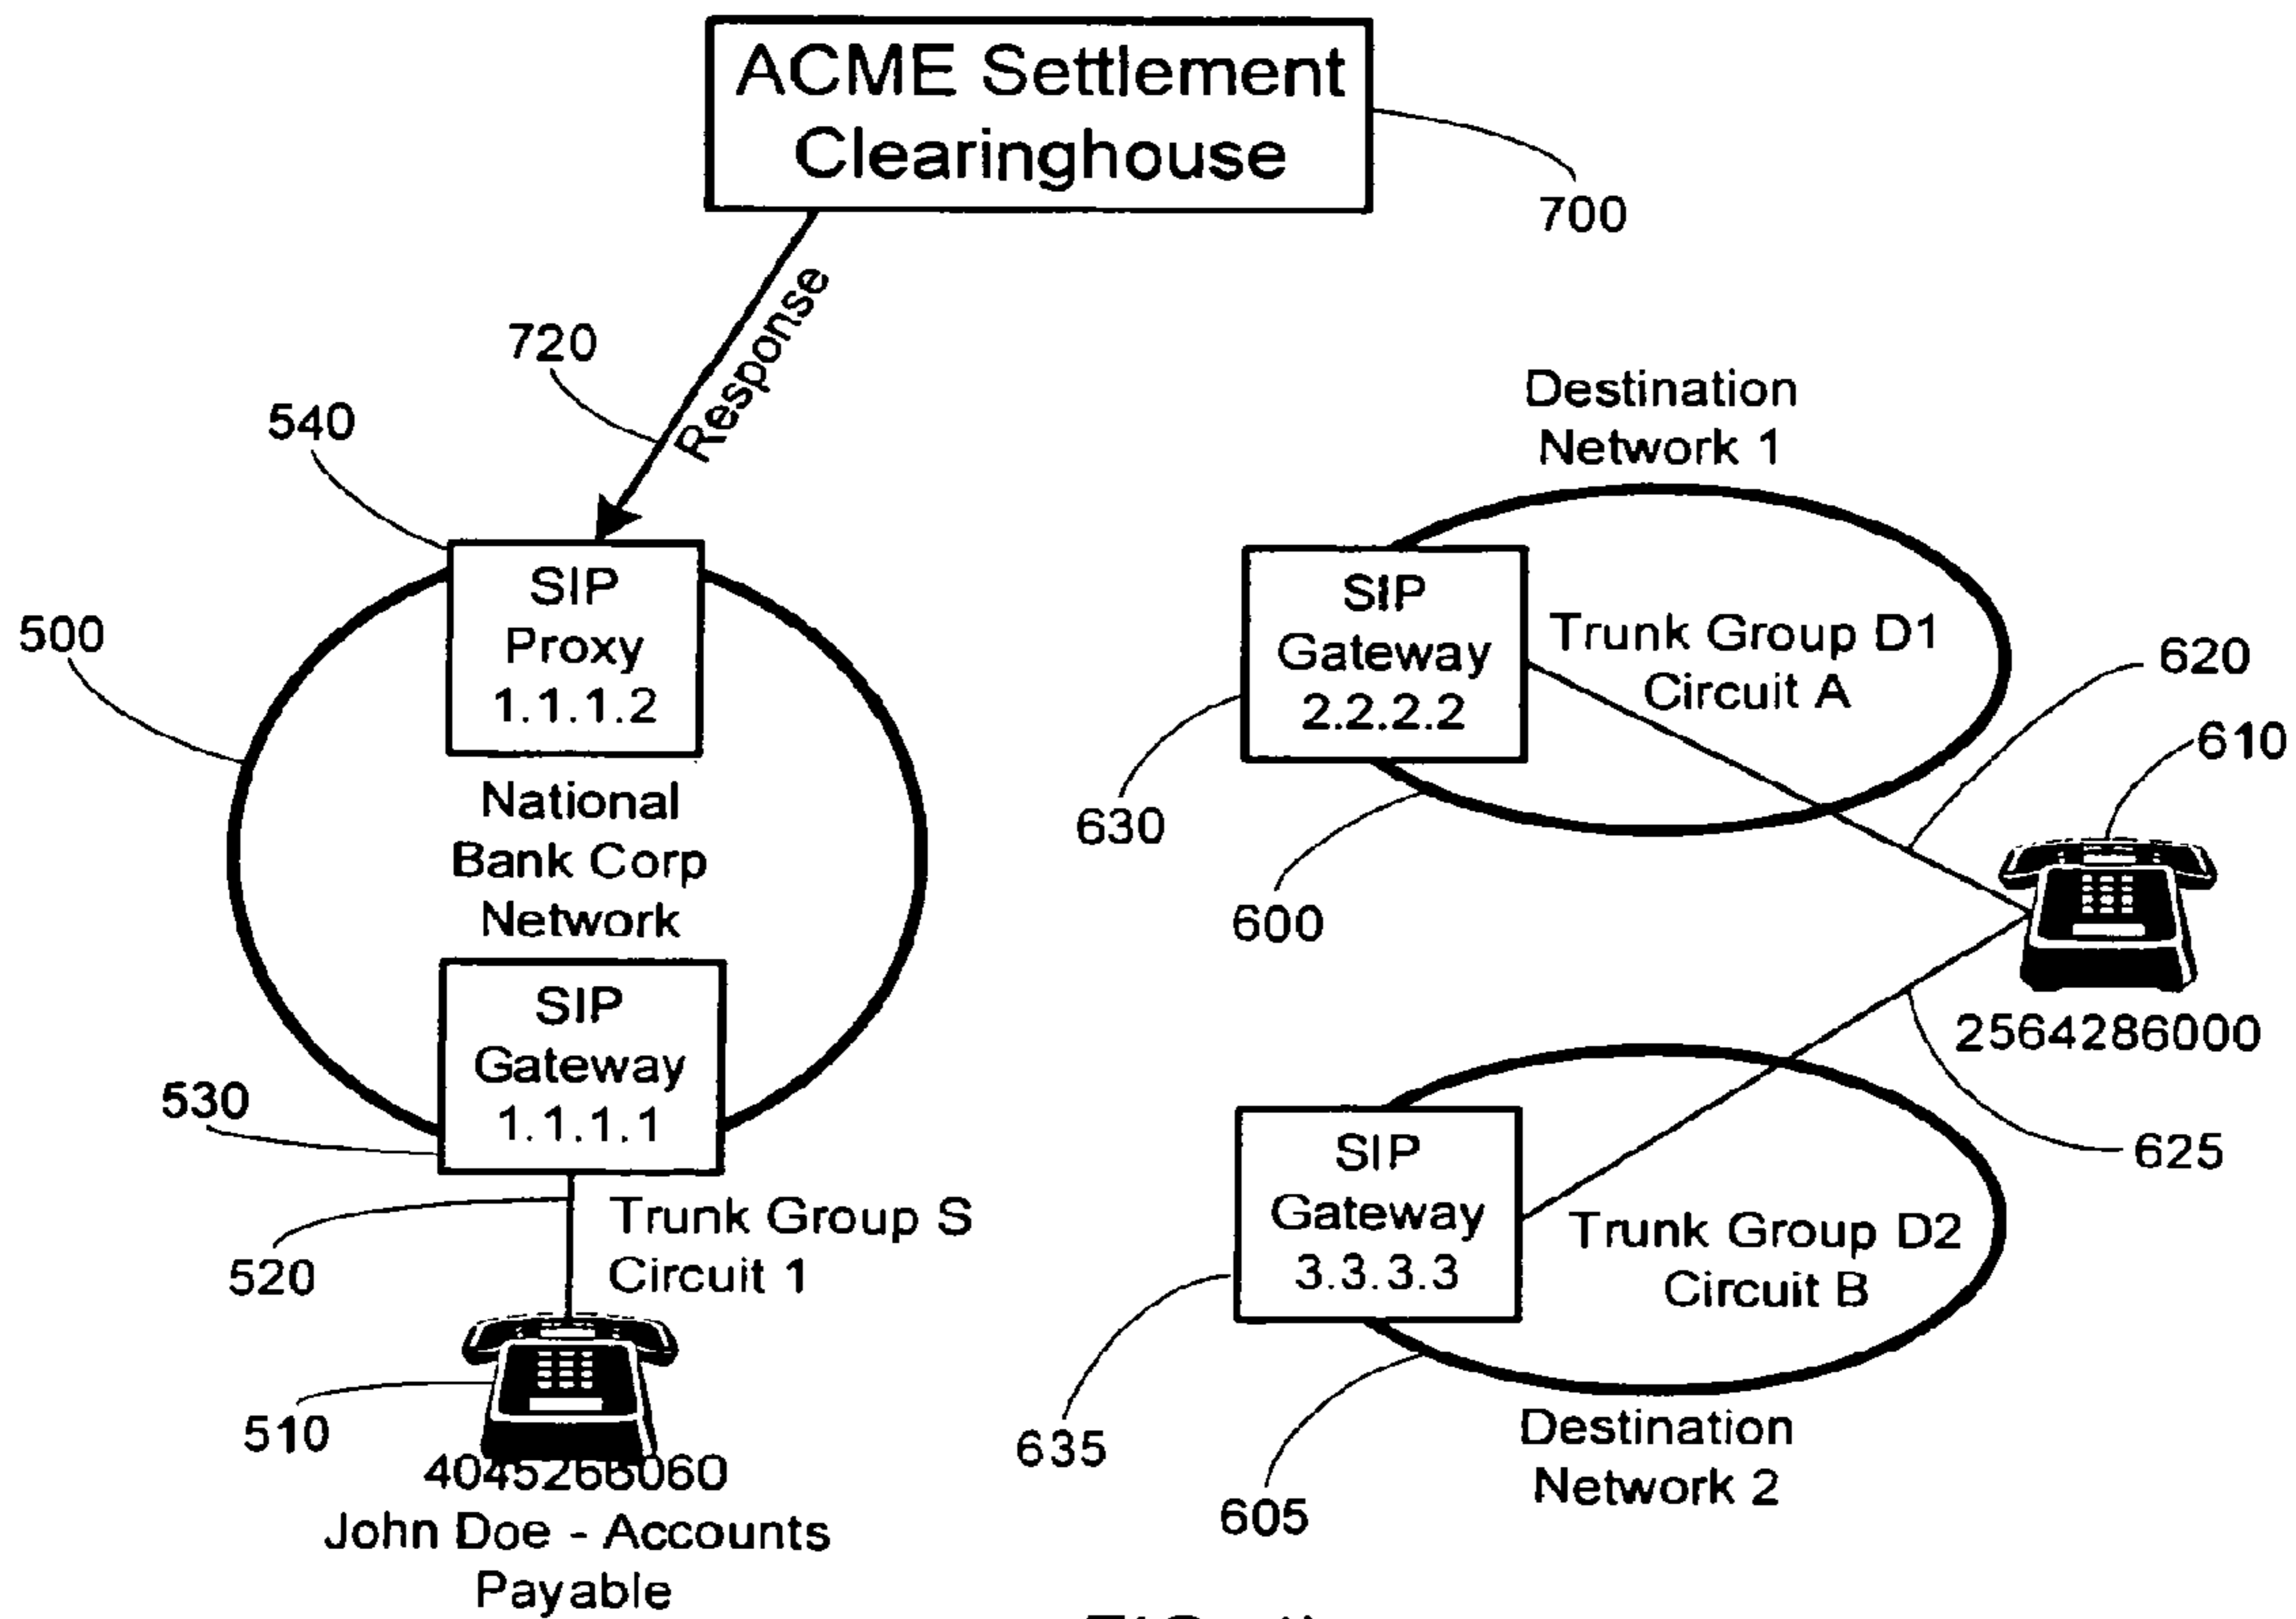 ACME Settlement
Clearinghouse
700
720
Response
540
500
SIP
Proxy
1.1.1.2
National
Bank Corp
Network
SIP
Gateway
1.1.1.1
530
520
Trunk Group S
Circuit 1
510
John Doe - Accounts
Payable
Destination
Network 1
SIP
Gateway
2.2.2.2
Trunk Group D1
Circuit A
620
610
630
600
2564286000
625
SIP
Gateway
3.3.3.3
Trunk Group D2
Circuit B
635
605
Destination
Network 2